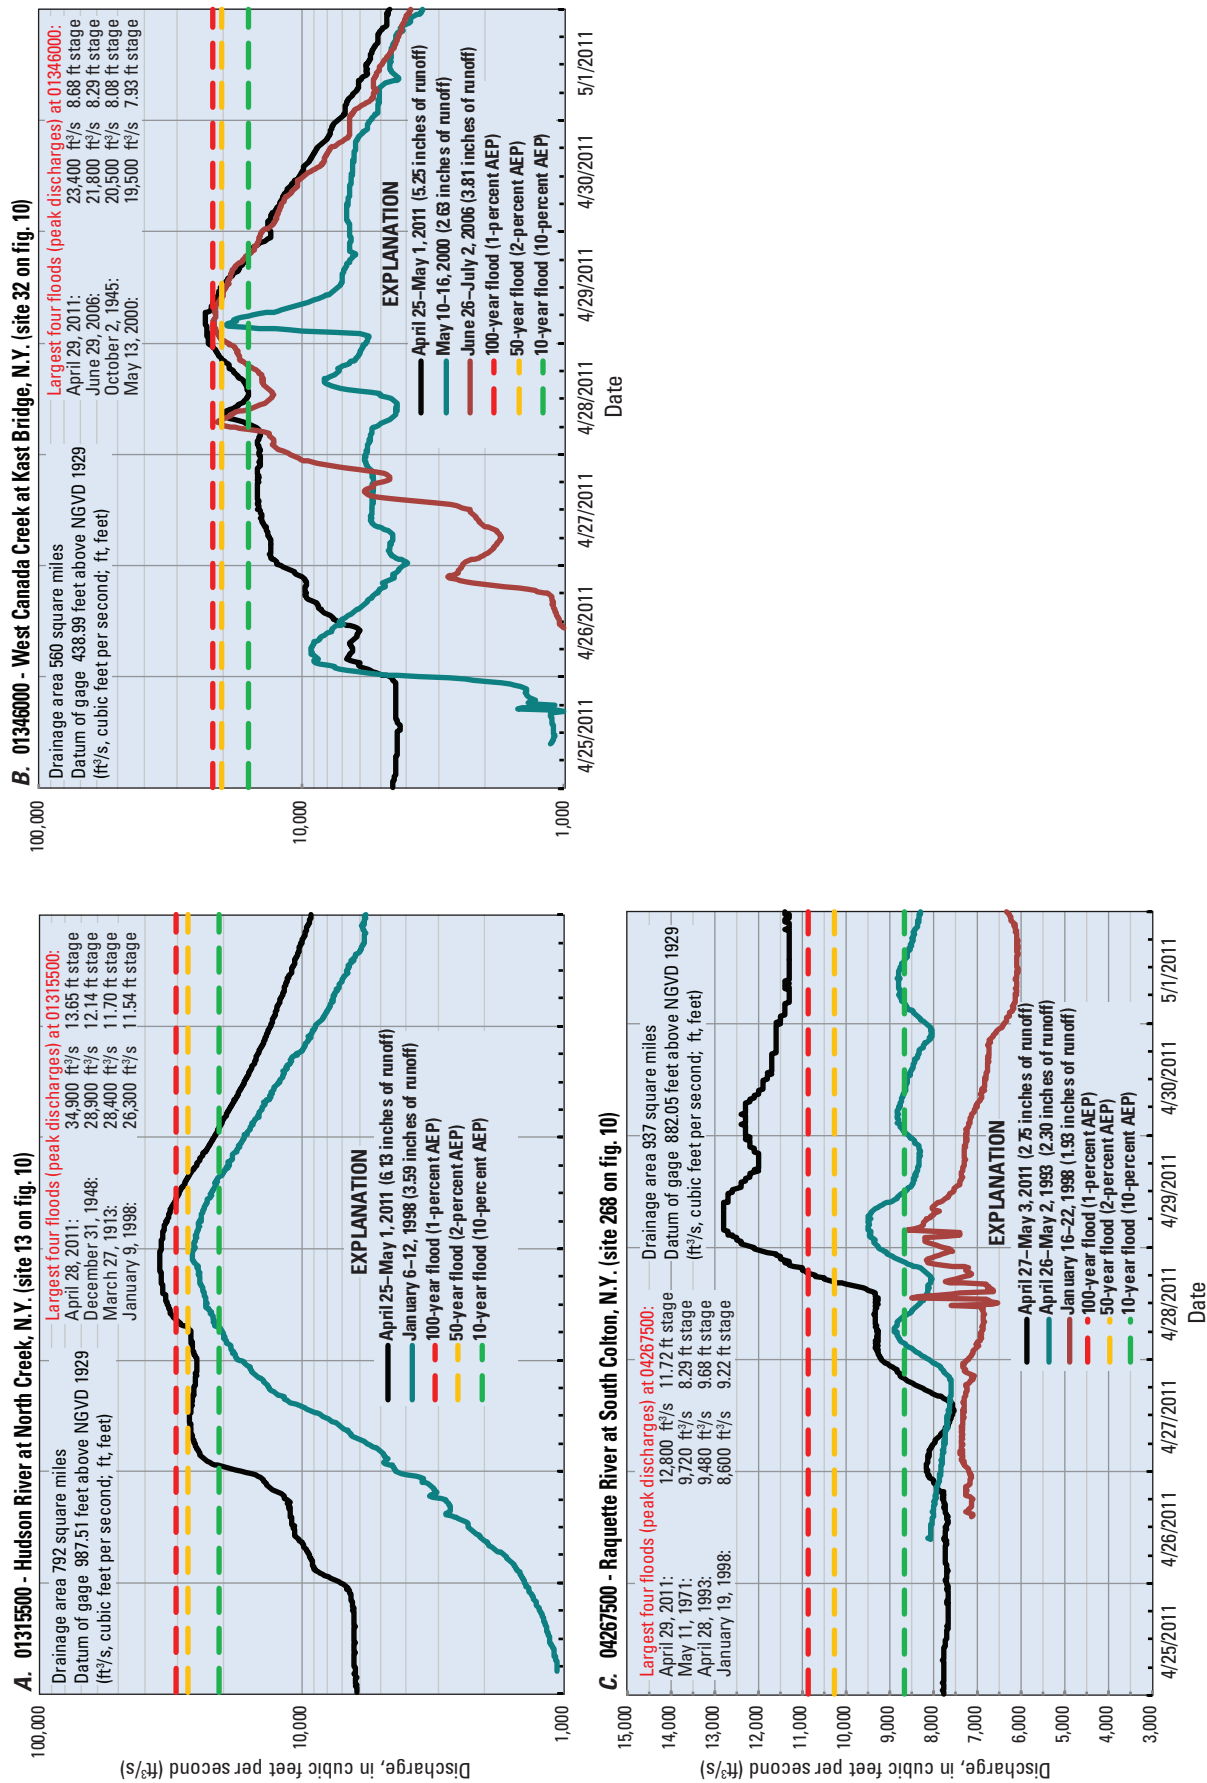 A. 01315500 - Hudson River at North Creek, N.Y. (site 13 on fig. 10)
100,000
10,000
1,000
Discharge, in cubic feet per second (ft³/s)
Drainage area 792 square miles
Datum of gage 987.51 feet above NGVD 1929
(ft³/s, cubic feet per second; ft, feet)
Largest four floods (peak discharges) at 01315500:
April 28, 2011: 34,900 ft³/s 13.65 ft stage
December 31, 1948: 28,900 ft³/s 12.14 ft stage
March 27, 1913: 28,400 ft³/s 11.70 ft stage
January 9, 1998: 26,300 ft³/s 11.54 ft stage
EXPLANATION
April 25–May 1, 2011 (6.13 inches of runoff)
January 6–12, 1998 (3.59 inches of runoff)
100-year flood (1-percent AEP)
50-year flood (2-percent AEP)
10-year flood (10-percent AEP)
B. 01346000 - West Canada Creek at Kast Bridge, N.Y. (site 32 on fig. 10)
100,000
10,000
1,000
Drainage area 560 square miles
Datum of gage 438.99 feet above NGVD 1929
(ft³/s, cubic feet per second; ft, feet)
Largest four floods (peak discharges) at 01346000:
April 29, 2011: 23,400 ft³/s 8.68 ft stage
June 29, 2006: 21,800 ft³/s 8.29 ft stage
October 2, 1945: 20,500 ft³/s 8.08 ft stage
May 13, 2000: 19,500 ft³/s 7.93 ft stage
EXPLANATION
April 25–May 1, 2011 (5.25 inches of runoff)
May 10–16, 2000 (2.63 inches of runoff)
June 26–July 2, 2006 (3.81 inches of runoff)
100-year flood (1-percent AEP)
50-year flood (2-percent AEP)
10-year flood (10-percent AEP)
4/25/2011 4/26/2011 4/27/2011 4/28/2011 4/29/2011 4/30/2011 5/1/2011
Date
C. 04267500 - Raquette River at South Colton, N.Y. (site 268 on fig. 10)
15,000
14,000
13,000
12,000
11,000
10,000
9,000
8,000
7,000
6,000
5,000
4,000
3,000
Discharge, in cubic feet per second (ft³/s)
Largest four floods (peak discharges) at 04267500:
April 29, 2011: 12,800 ft³/s 11.72 ft stage
May 11, 1971: 9,720 ft³/s 8.29 ft stage
April 28, 1993: 9,480 ft³/s 9.68 ft stage
January 19, 1998: 8,600 ft³/s 9.22 ft stage
Drainage area 937 square miles
Datum of gage 882.05 feet above NGVD 1929
(ft³/s, cubic feet per second; ft, feet)
EXPLANATION
April 27–May 3, 2011 (2.75 inches of runoff)
April 26–May 2, 1993 (2.30 inches of runoff)
January 16–22, 1998 (1.93 inches of runoff)
100-year flood (1-percent AEP)
50-year flood (2-percent AEP)
10-year flood (10-percent AEP)
4/25/2011 4/26/2011 4/27/2011 4/28/2011 4/29/2011 4/30/2011 5/1/2011
Date